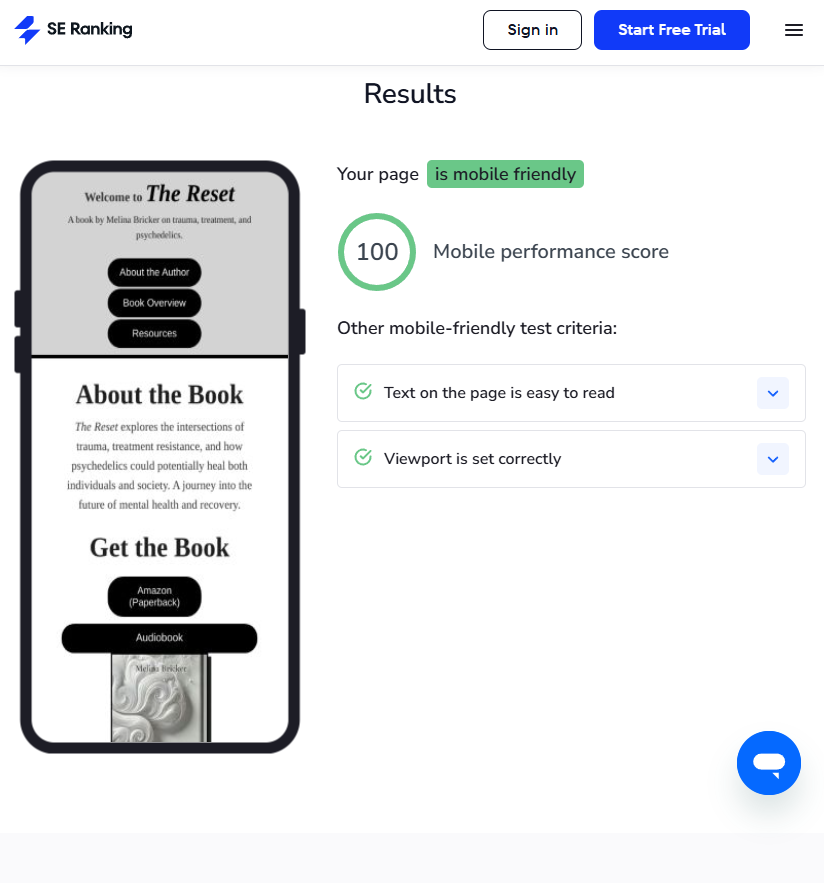 SE Ranking
Sign in
Start Free Trial
Results
Welcome to The Reset
A book by Melina Bricker on trauma, treatment, and
psychedelics.
About the Author
Book Overview
Resources
About the Book
The Reset explores the intersections of
trauma, treatment resistance, and how
psychedelics could potentially heal both
individuals and society. A journey into the
future of mental health and recovery.
Get the Book
Amazon
(Paperback)
Audiobook
Melina Bricker
Your page is mobile friendly
100
Mobile performance score
Other mobile-friendly test criteria:
Text on the page is easy to read
Viewport is set correctly